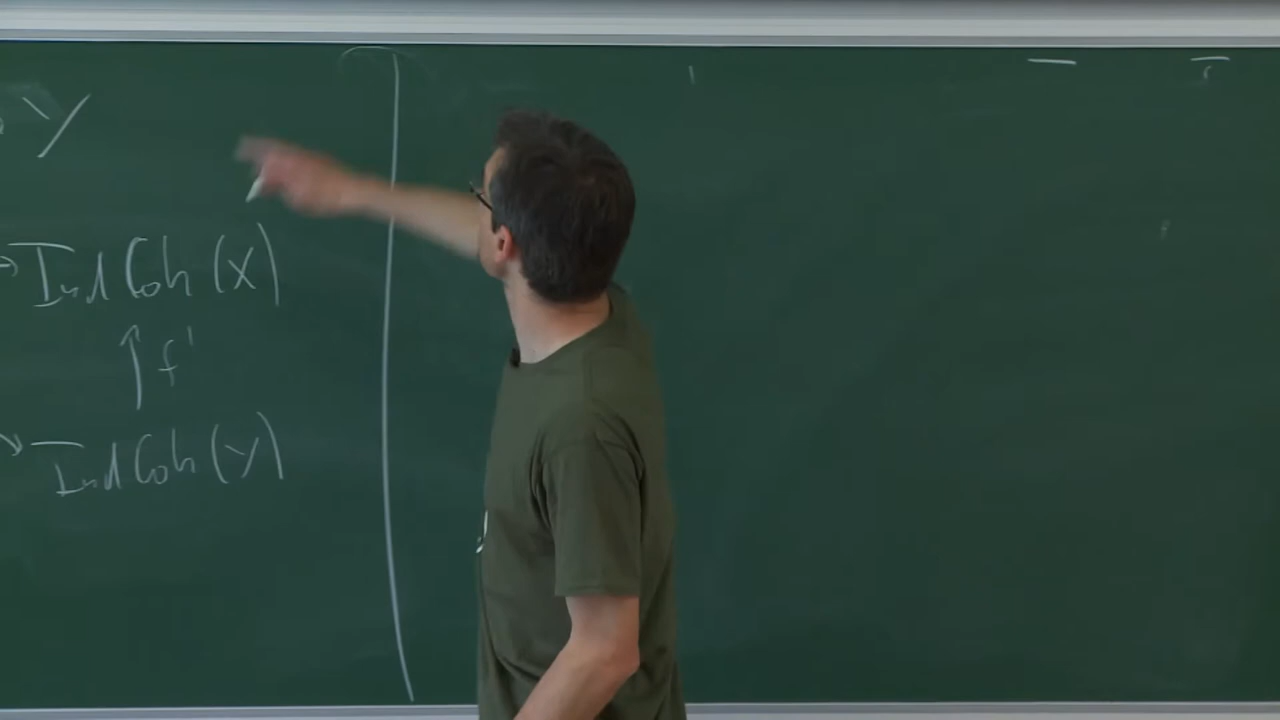 Y
→ IndCoh (X)
↑ f'
↘ IndCoh (Y)